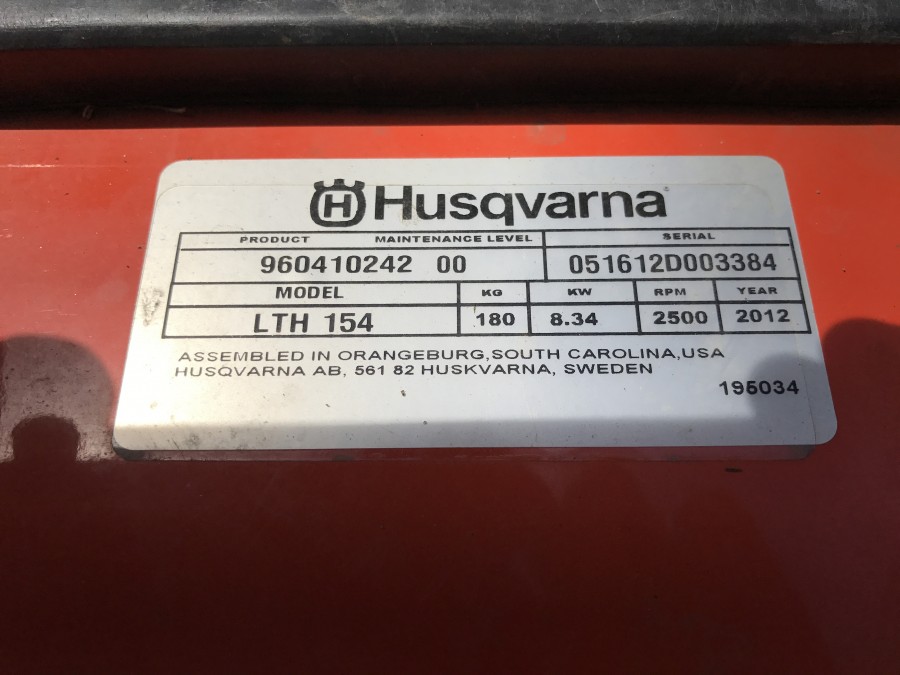 Husqvarna
PRODUCT MAINTENANCE LEVEL SERIAL
960410242 00 051612D003384
MODEL KG KW RPM YEAR
LTH 154 180 8.34 2500 2012
ASSEMBLED IN ORANGEBURG,SOUTH CAROLINA,USA
HUSQVARNA AB, 561 82 HUSKVARNA, SWEDEN
195034